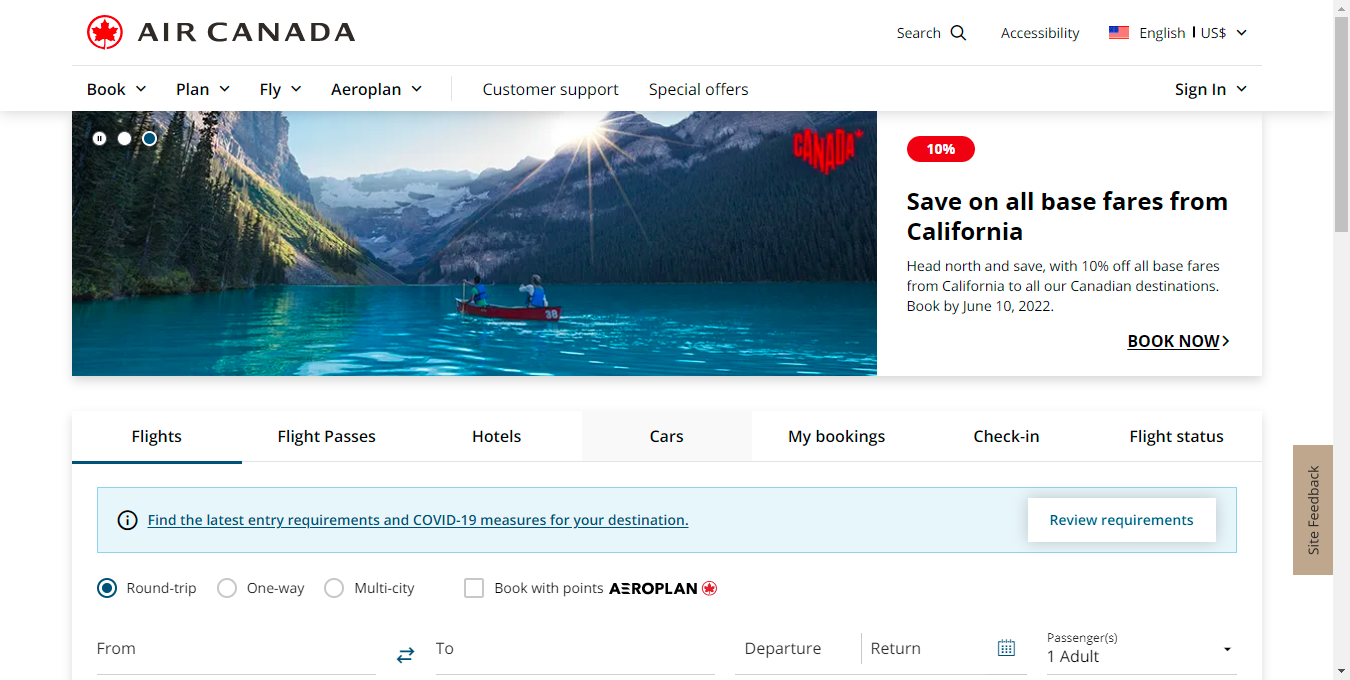 AIR CANADA
Search
Accessibility
English
US$
Book
Plan
Fly
Aeroplan
Customer support
Special offers
Sign In
CANADA
38
10%
Save on all base fares from
California
Head north and save, with 10% off all base fares
from California to all our Canadian destinations.
Book by June 10, 2022.
BOOK NOW
Flights
Flight Passes
Hotels
Cars
My bookings
Check-in
Flight status
Find the latest entry requirements and COVID-19 measures for your destination.
Review requirements
Site Feedback
Round-trip
One-way
Multi-city
Book with points AEROPLAN
From
To
Departure
Return
Passenger(s)
1 Adult